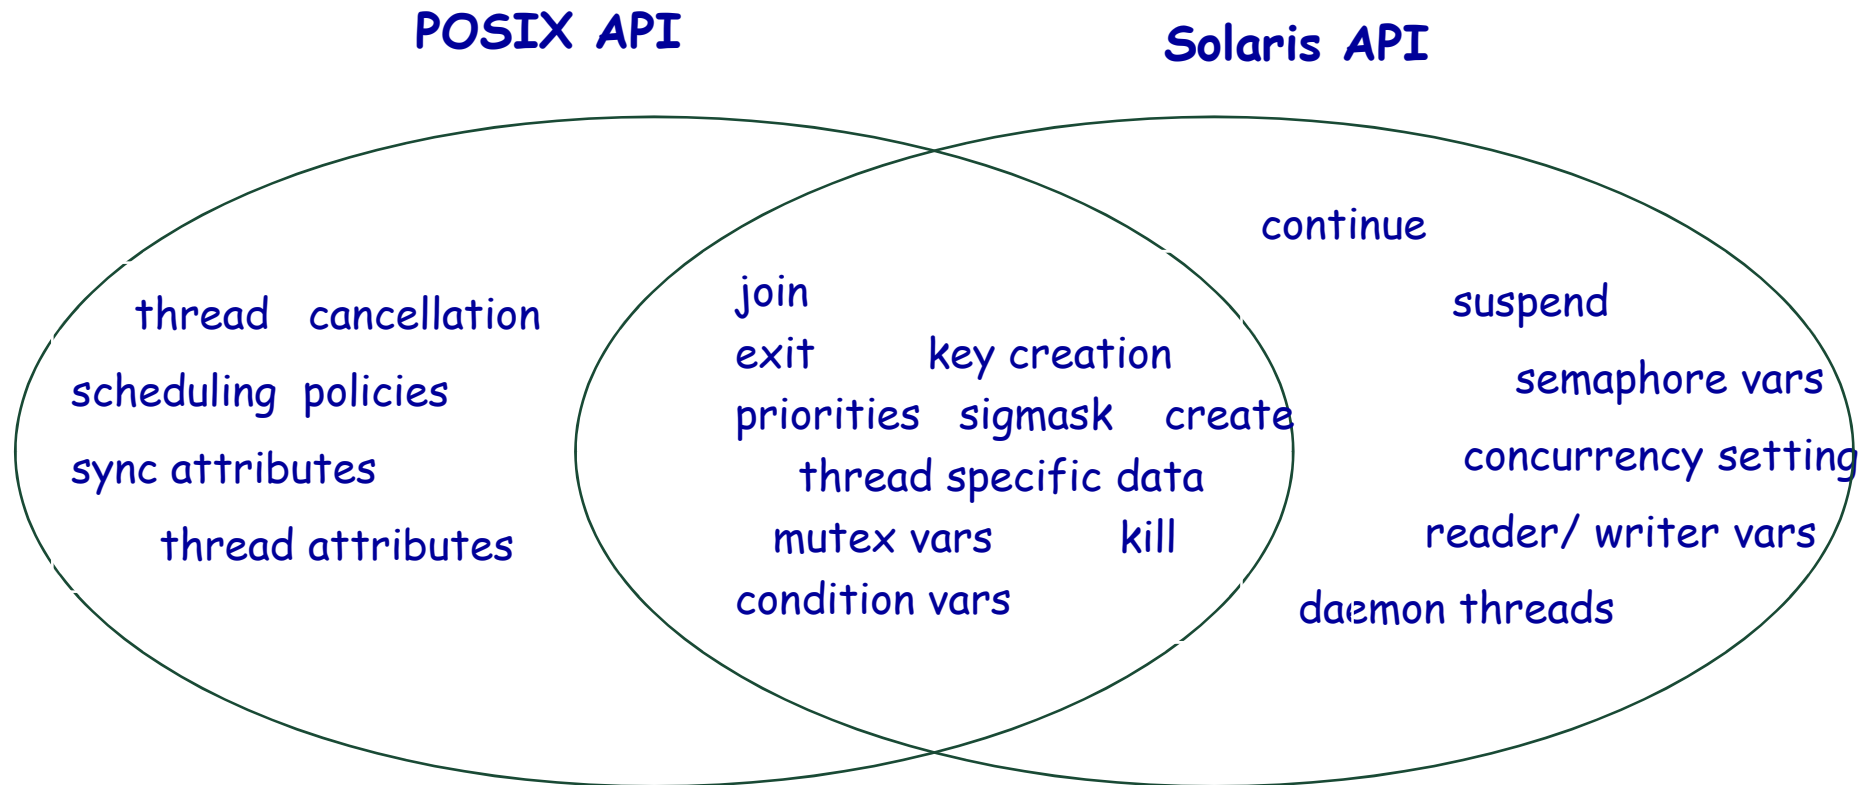 POSIX API
Solaris API
thread cancellation
scheduling policies
sync attributes
thread attributes
join
exit key creation
priorities sigmask create
thread specific data
mutex vars kill
condition vars
continue
suspend
semaphore vars
concurrency setting
reader/ writer vars
daemon threads